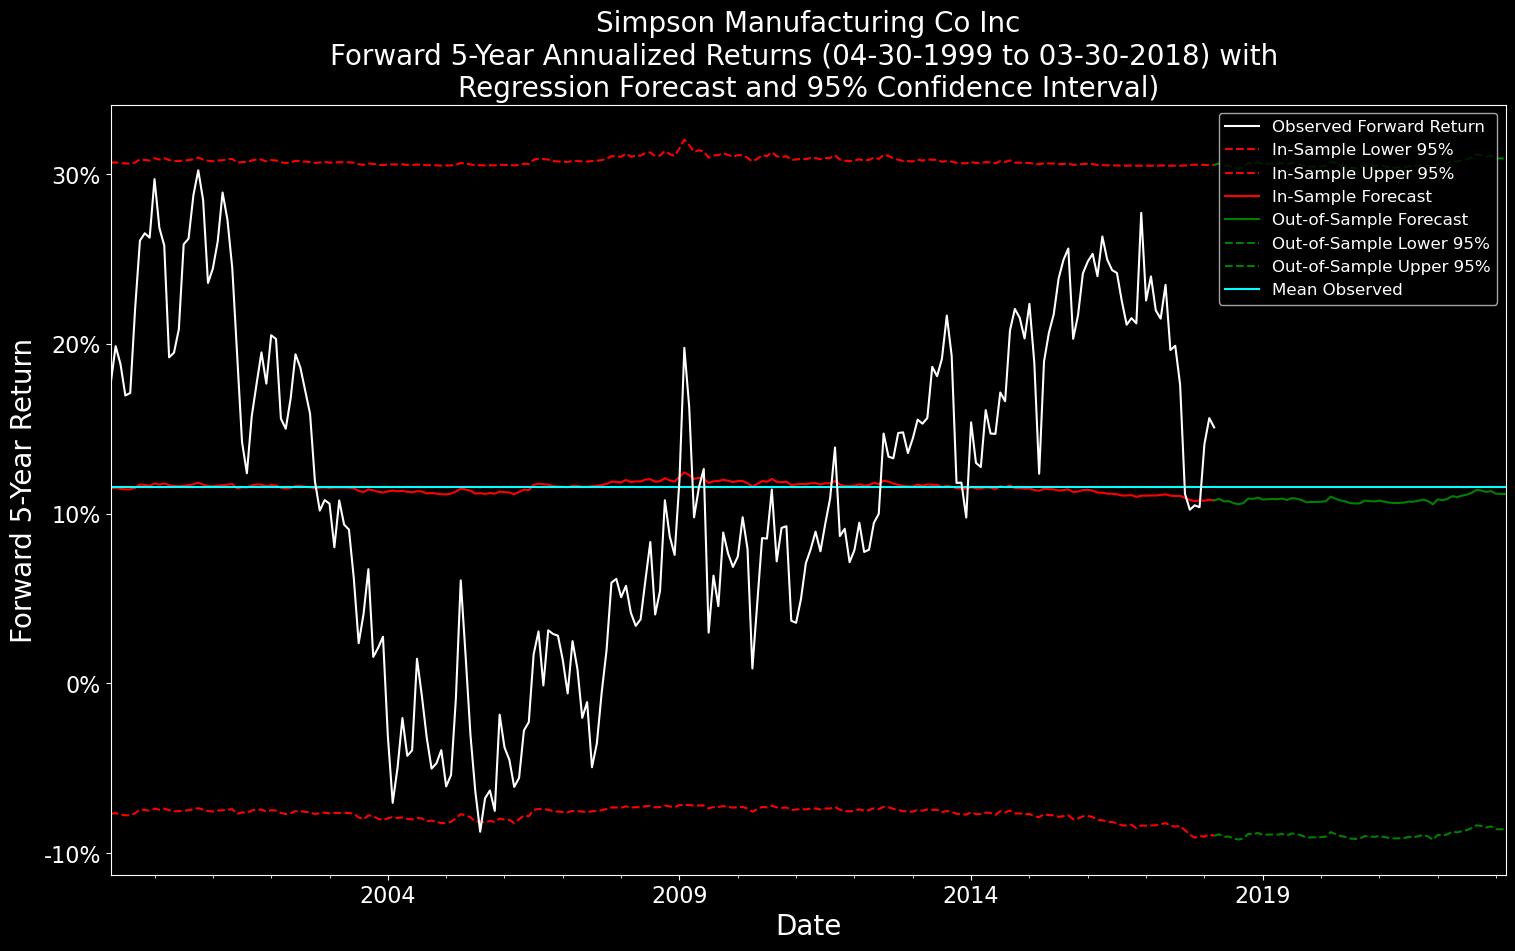 Simpson Manufacturing Co Inc
Forward 5-Year Annualized Returns (04-30-1999 to 03-30-2018) with
Regression Forecast and 95% Confidence Interval)
Observed Forward Return
In-Sample Lower 95%
In-Sample Upper 95%
In-Sample Forecast
Out-of-Sample Forecast
Out-of-Sample Lower 95%
Out-of-Sample Upper 95%
Mean Observed
Forward 5-Year Return
30%
20%
10%
0%
-10%
2004
2009
2014
2019
Date